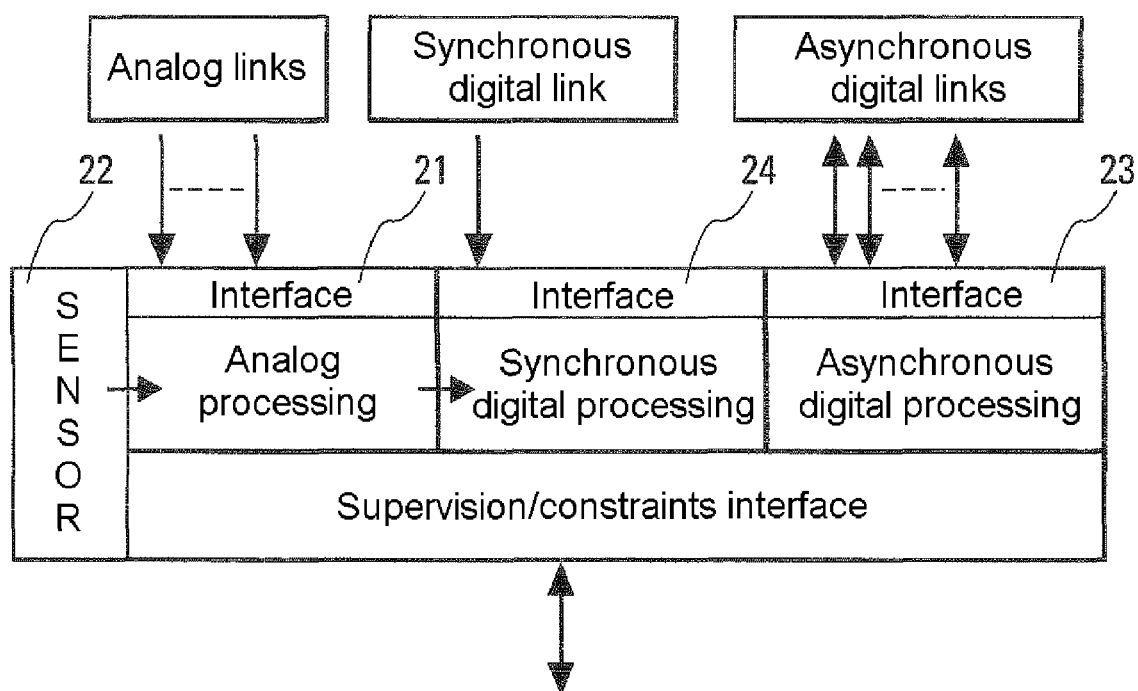 Analog links
Synchronous
digital link
Asynchronous
digital links
22
21
24
23
SENSOR
Interface
Interface
Interface
Analog
processing
Synchronous
digital processing
Asynchronous
digital processing
Supervision/constraints interface